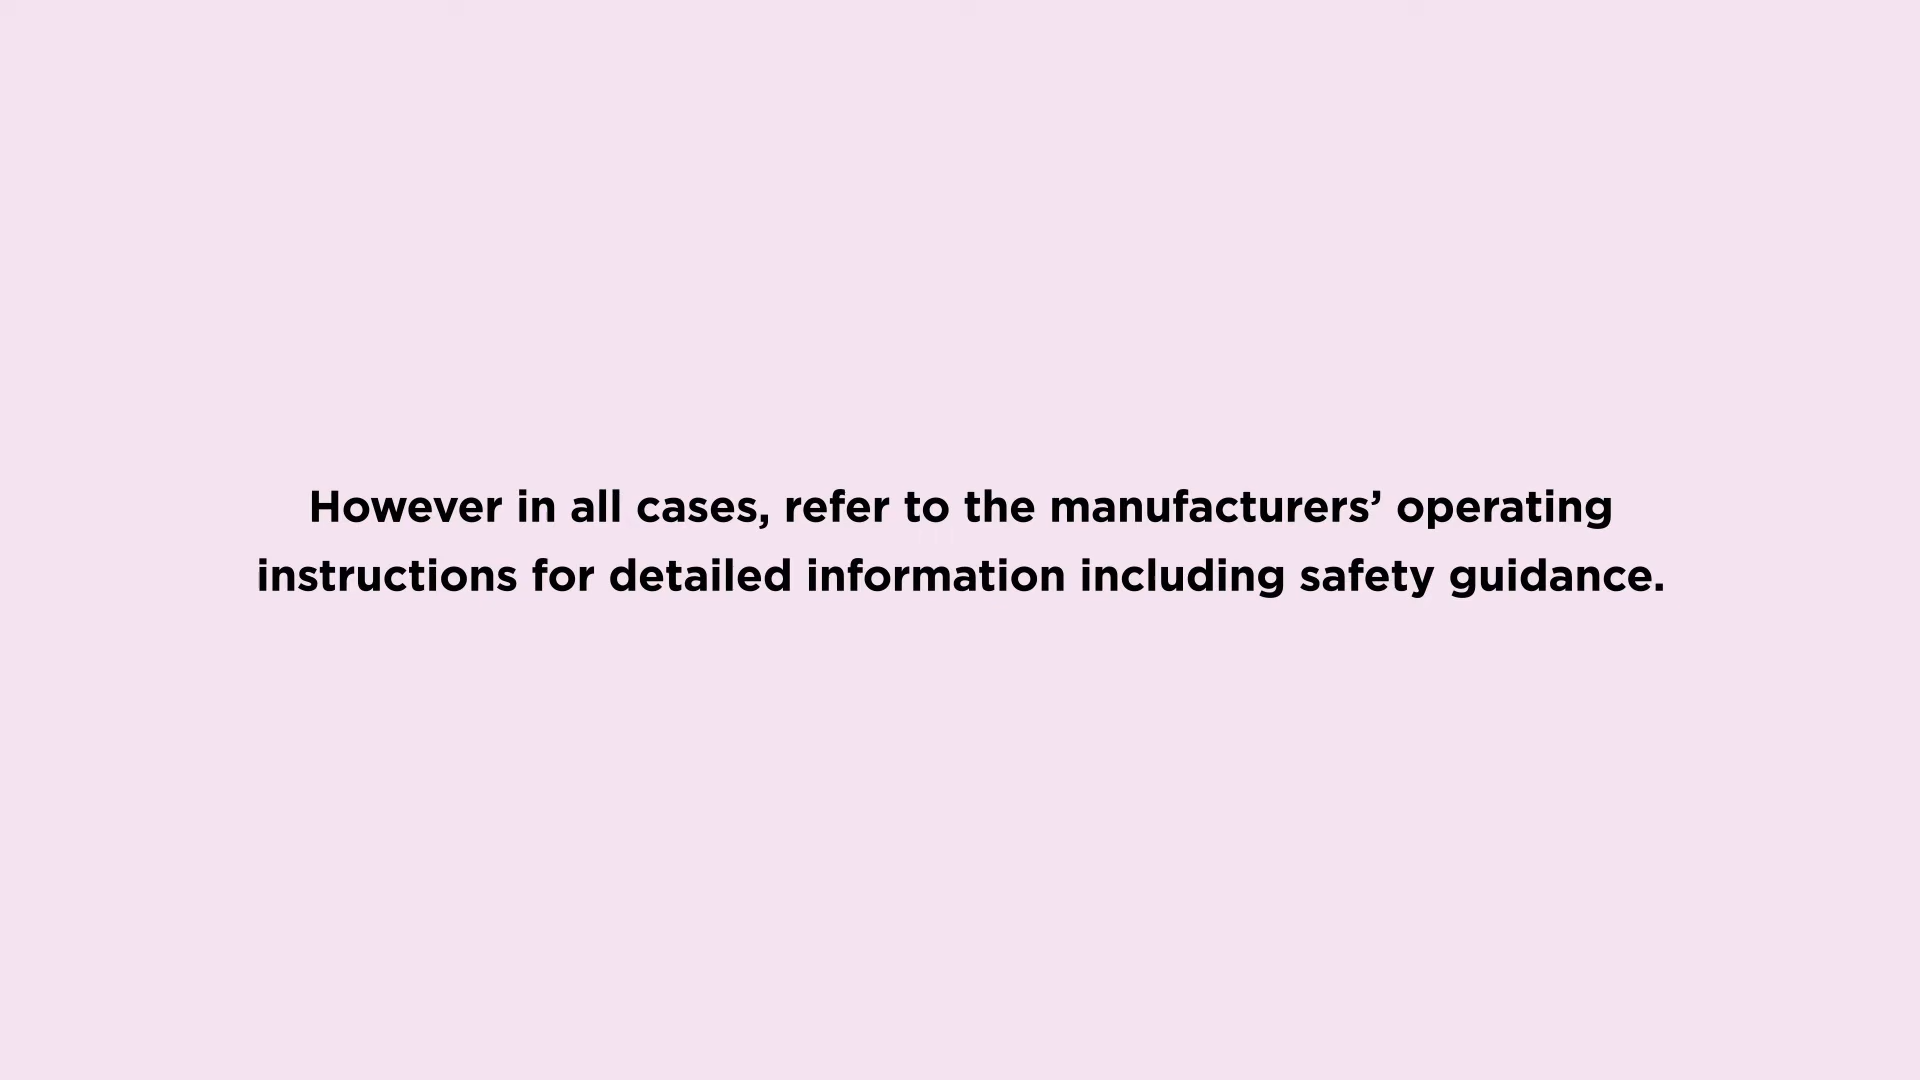 However in all cases, refer to the manufacturers’ operating
instructions for detailed information including safety guidance.